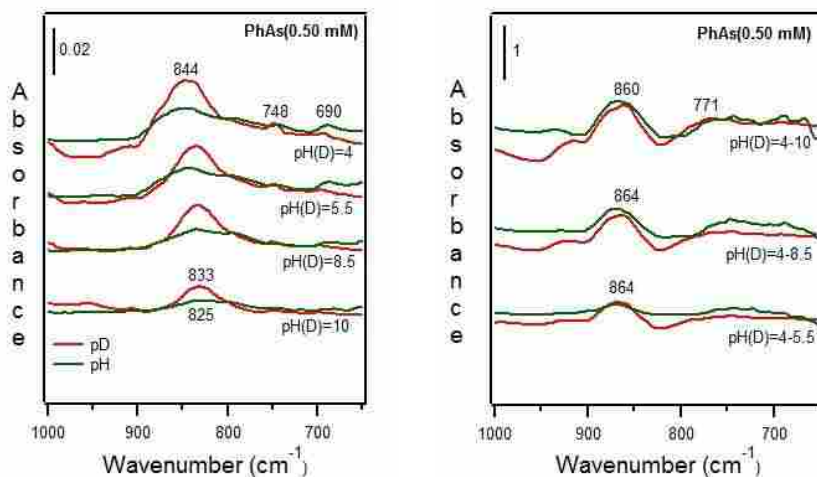 0.02
PhAs(0.50 mM)
844
748
690
pH(D)=4
pH(D)=5.5
pH(D)=8.5
833
825
pH(D)=10
pD
pH
Absorbance
1000
900
800
700
Wavenumber (cm-1)
1
PhAs(0.50 mM)
860
771
pH(D)=4-10
864
pH(D)=4-8.5
864
pH(D)=4-5.5
Absorbance
1000
900
800
700
Wavenumber (cm-1)